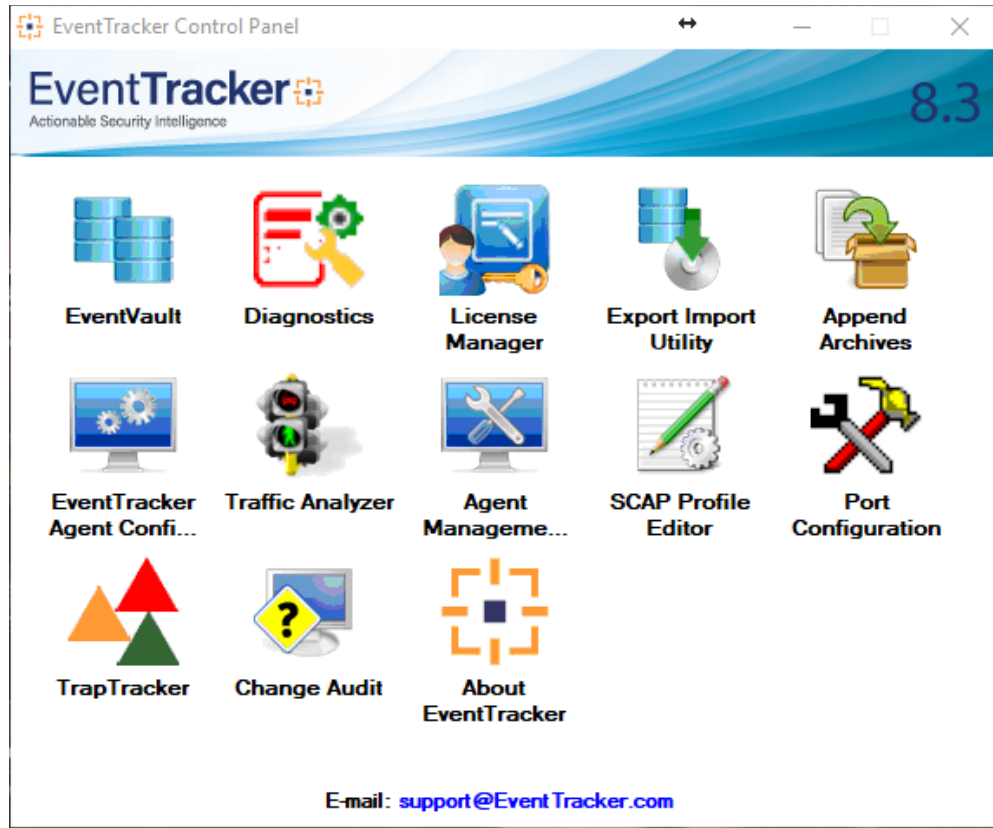 EventTracker Control Panel
EventTracker
Actionable Security Intelligence
8.3
EventVault
Diagnostics
License
Manager
Export Import
Utility
Append
Archives
EventTracker
Agent Confi...
Traffic Analyzer
Agent
Manageme...
SCAP Profile
Editor
Port
Configuration
TrapTracker
?
Change Audit
About
EventTracker
E-mail: support@EventTracker.com